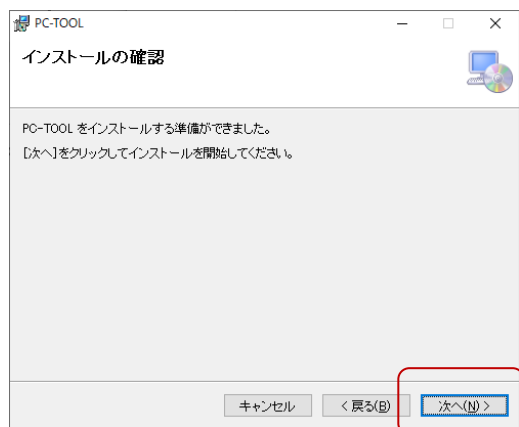 PC-TOOL
インストールの確認
PC-TOOL をインストールする準備ができました。
[次へ]をクリックしてインストールを開始してください。
キャンセル
< 戻る(B)
次へ(N) >